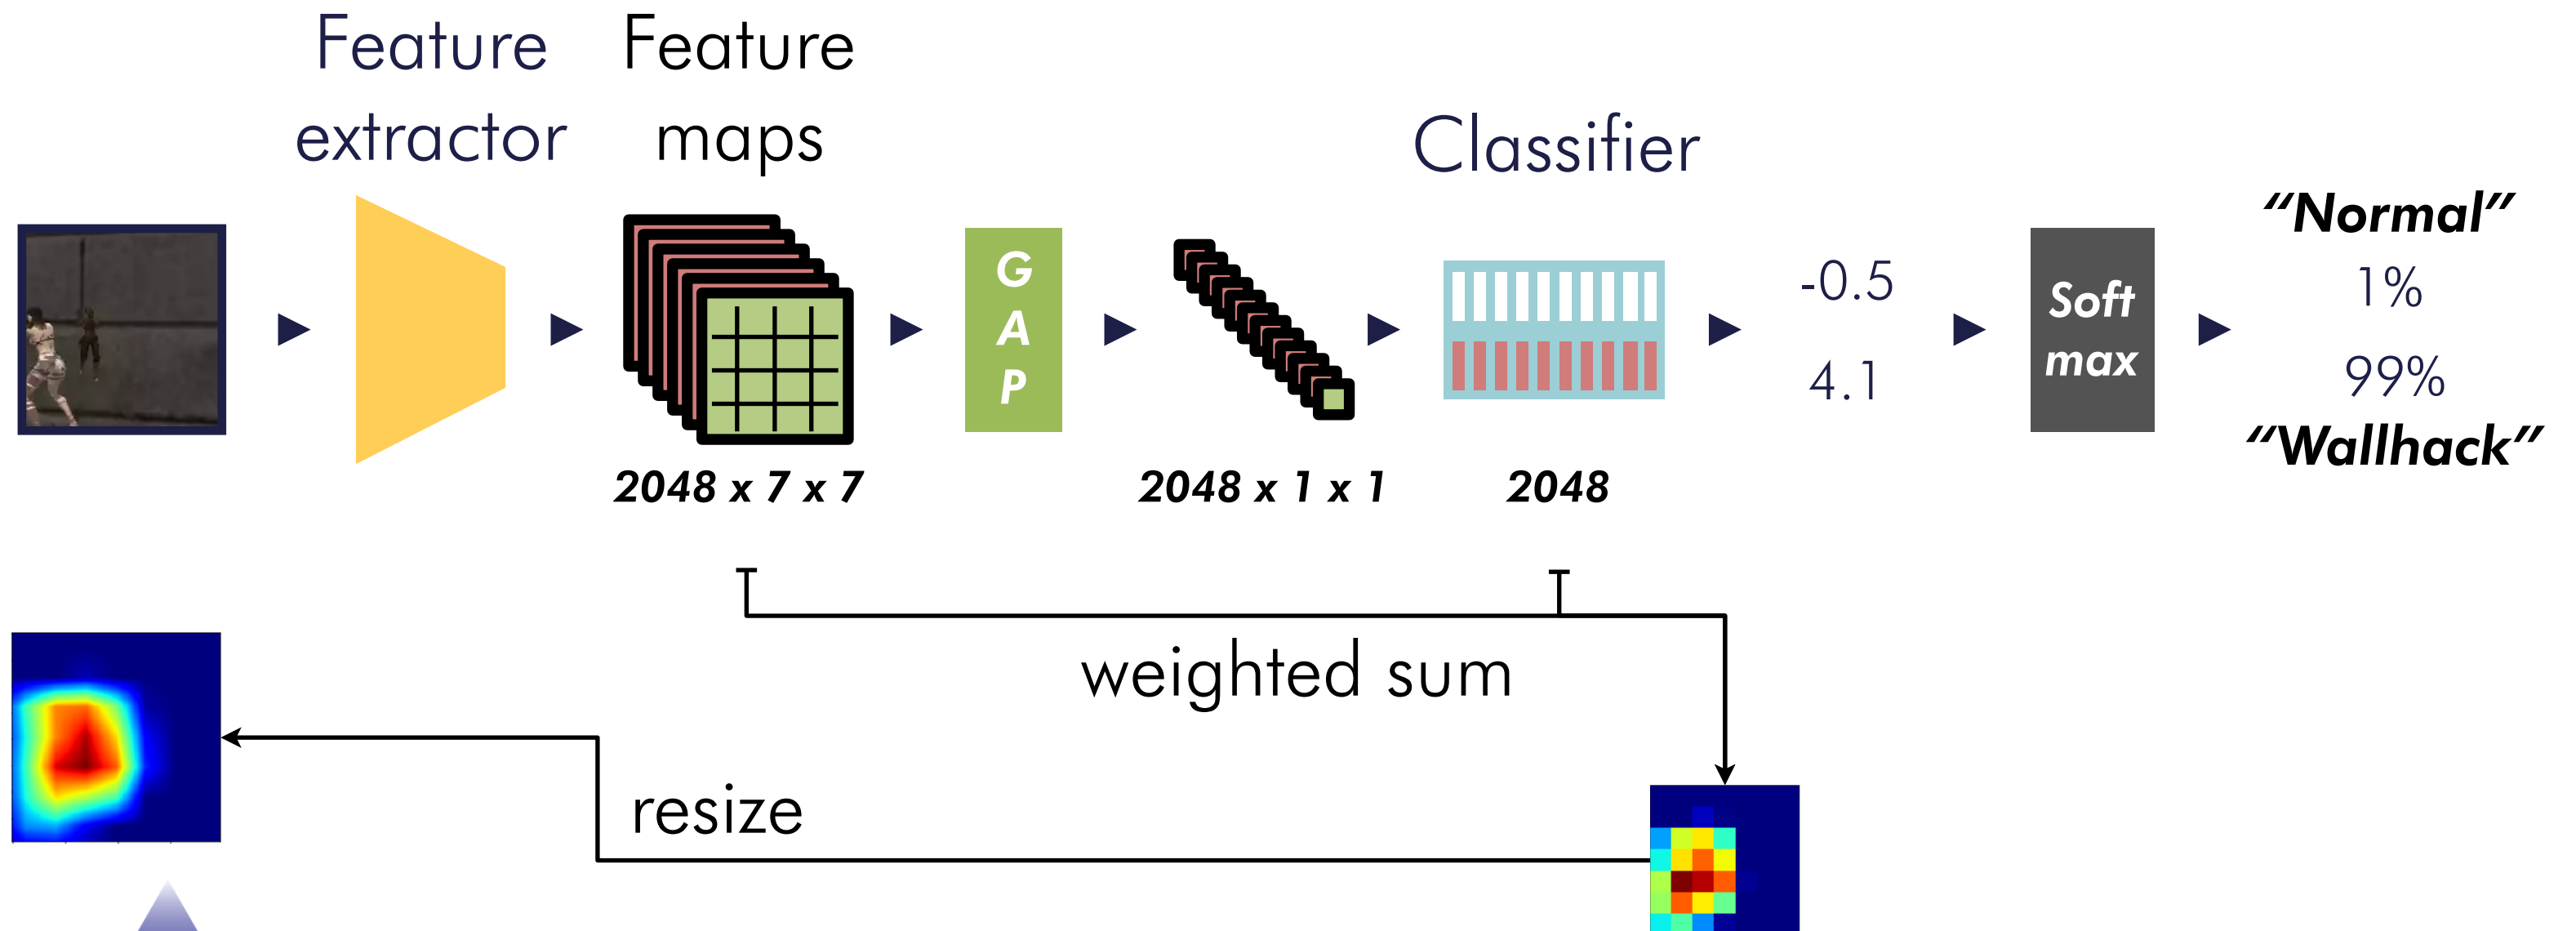 Feature
extractor
Feature
maps
Classifier
G
A
P
-0.5
4.1
Soft
max
“Normal”
1%
99%
“Wallhack”
2048 x 7 x 7
2048 x 1 x 1
2048
weighted sum
resize